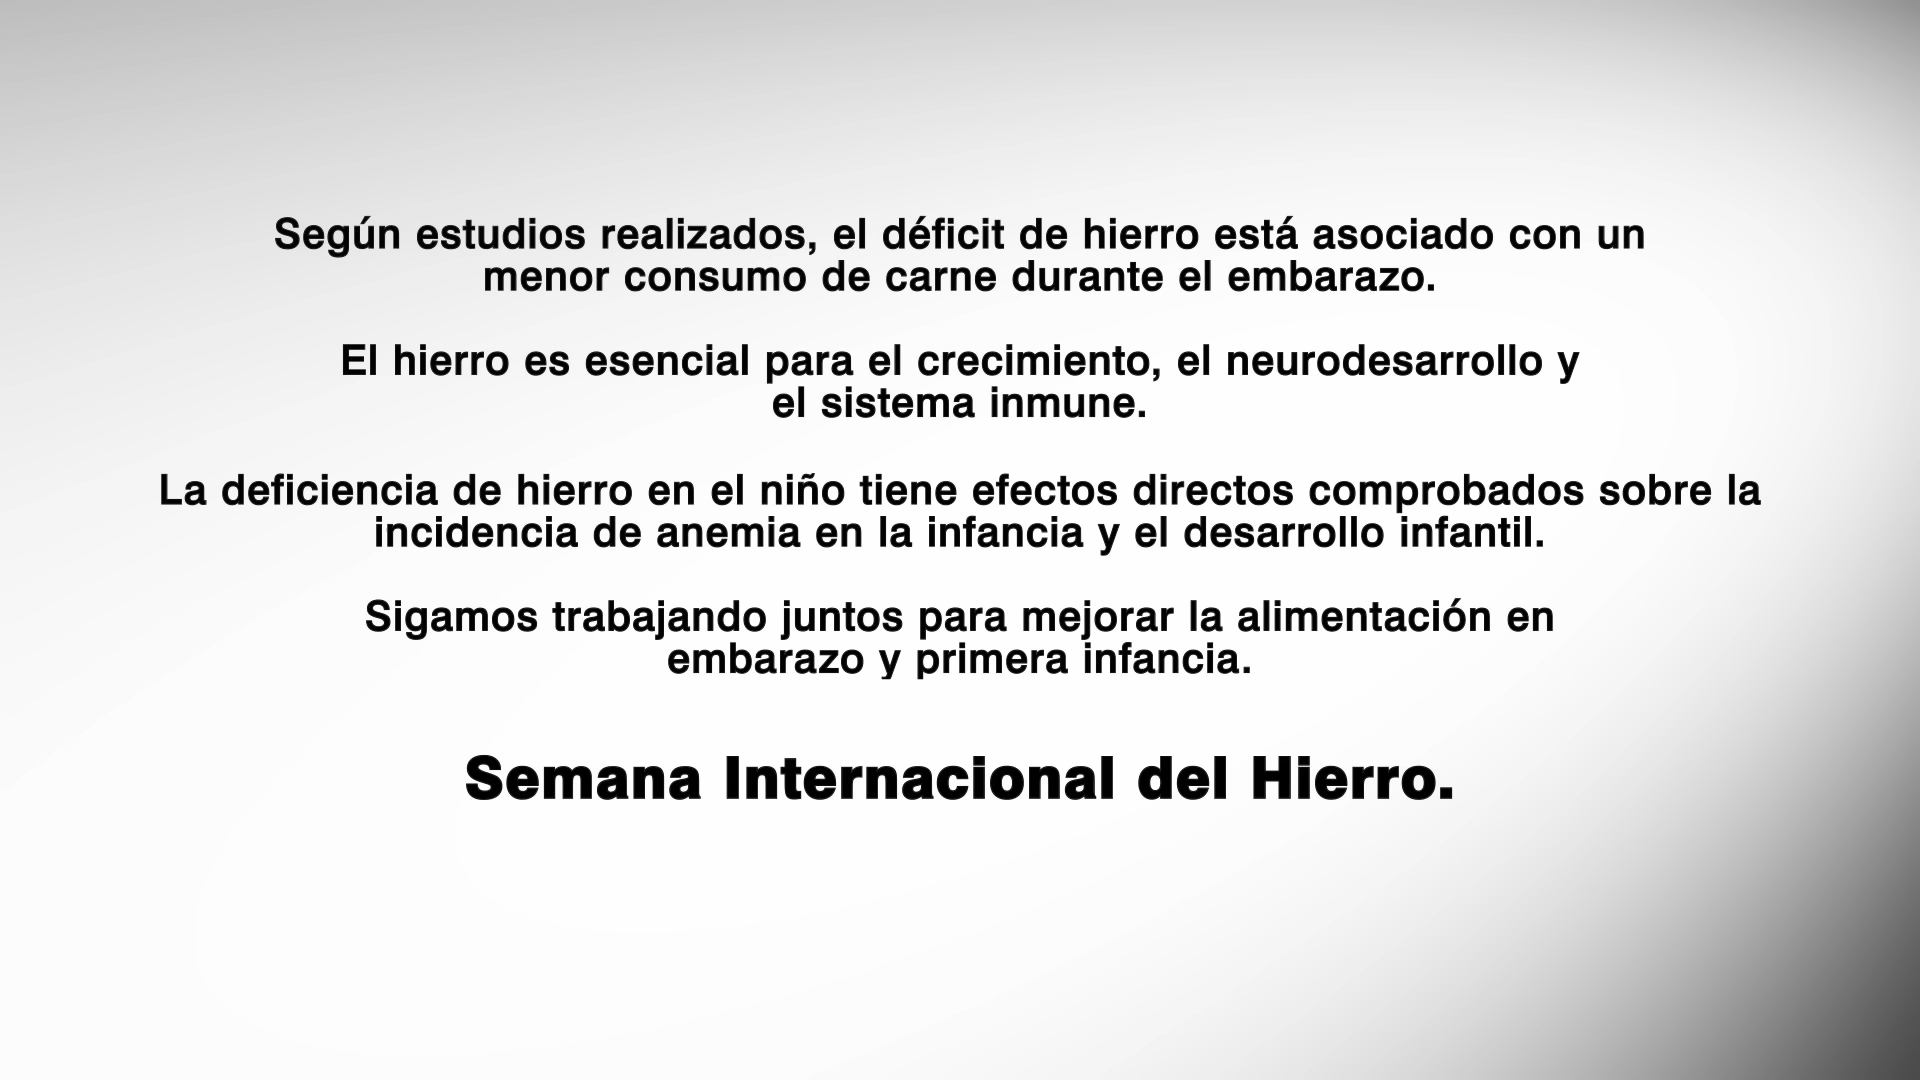 Según estudios realizados, el déficit de hierro está asociado con un
menor consumo de carne durante el embarazo.
El hierro es esencial para el crecimiento, el neurodesarrollo y
el sistema inmune.
La deficiencia de hierro en el niño tiene efectos directos comprobados sobre la
incidencia de anemia en la infancia y el desarrollo infantil.
Sigamos trabajando juntos para mejorar la alimentación en
embarazo y primera infancia.
Semana Internacional del Hierro.